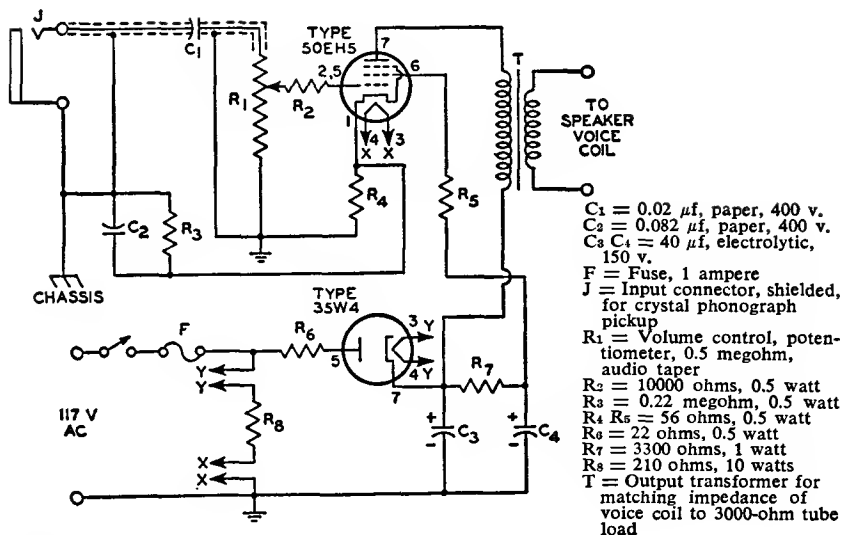 J
C₁
TYPE
50EH5
7
6
2,5
R₁
R₂
1
4
3
X
X
T
TO
SPEAKER
VOICE
COIL
R₄
R₅
C₂
R₃
CHASSIS
TYPE
35W4
F
R₆
5
3
Y
4
Y
7
R₇
Y
Y
117 V
AC
R₈
X
X
+
-
C₃
+
-
C₄
C₁ = 0.02 µf, paper, 400 v.
C₂ = 0.082 µf, paper, 400 v.
C₃ C₄ = 40 µf, electrolytic,
150 v.
F = Fuse, 1 ampere
J = Input connector, shielded,
for crystal phonograph
pickup
R₁ = Volume control, poten-
tiometer, 0.5 megohm,
audio taper
R₂ = 10000 ohms, 0.5 watt
R₃ = 0.22 megohm, 0.5 watt
R₄ R₅ = 56 ohms, 0.5 watt
R₆ = 22 ohms, 0.5 watt
R₇ = 3300 ohms, 1 watt
R₈ = 210 ohms, 10 watts
T = Output transformer for
matching impedance of
voice coil to 3000-ohm tube
load